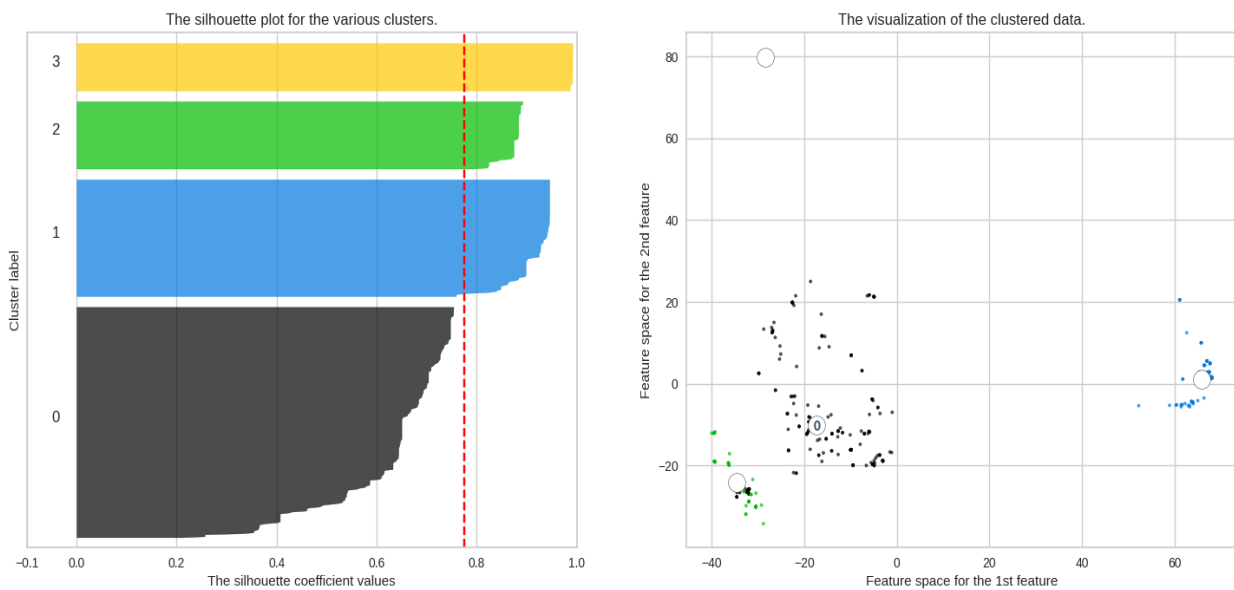 The silhouette plot for the various clusters.
3
2
1
0
Cluster label
−0.1 0.0 0.2 0.4 0.6 0.8 1.0
The silhouette coefficient values
The visualization of the clustered data.
80
60
40
20
0
−20
0
Feature space for the 2nd feature
−40 −20 0 20 40 60
Feature space for the 1st feature